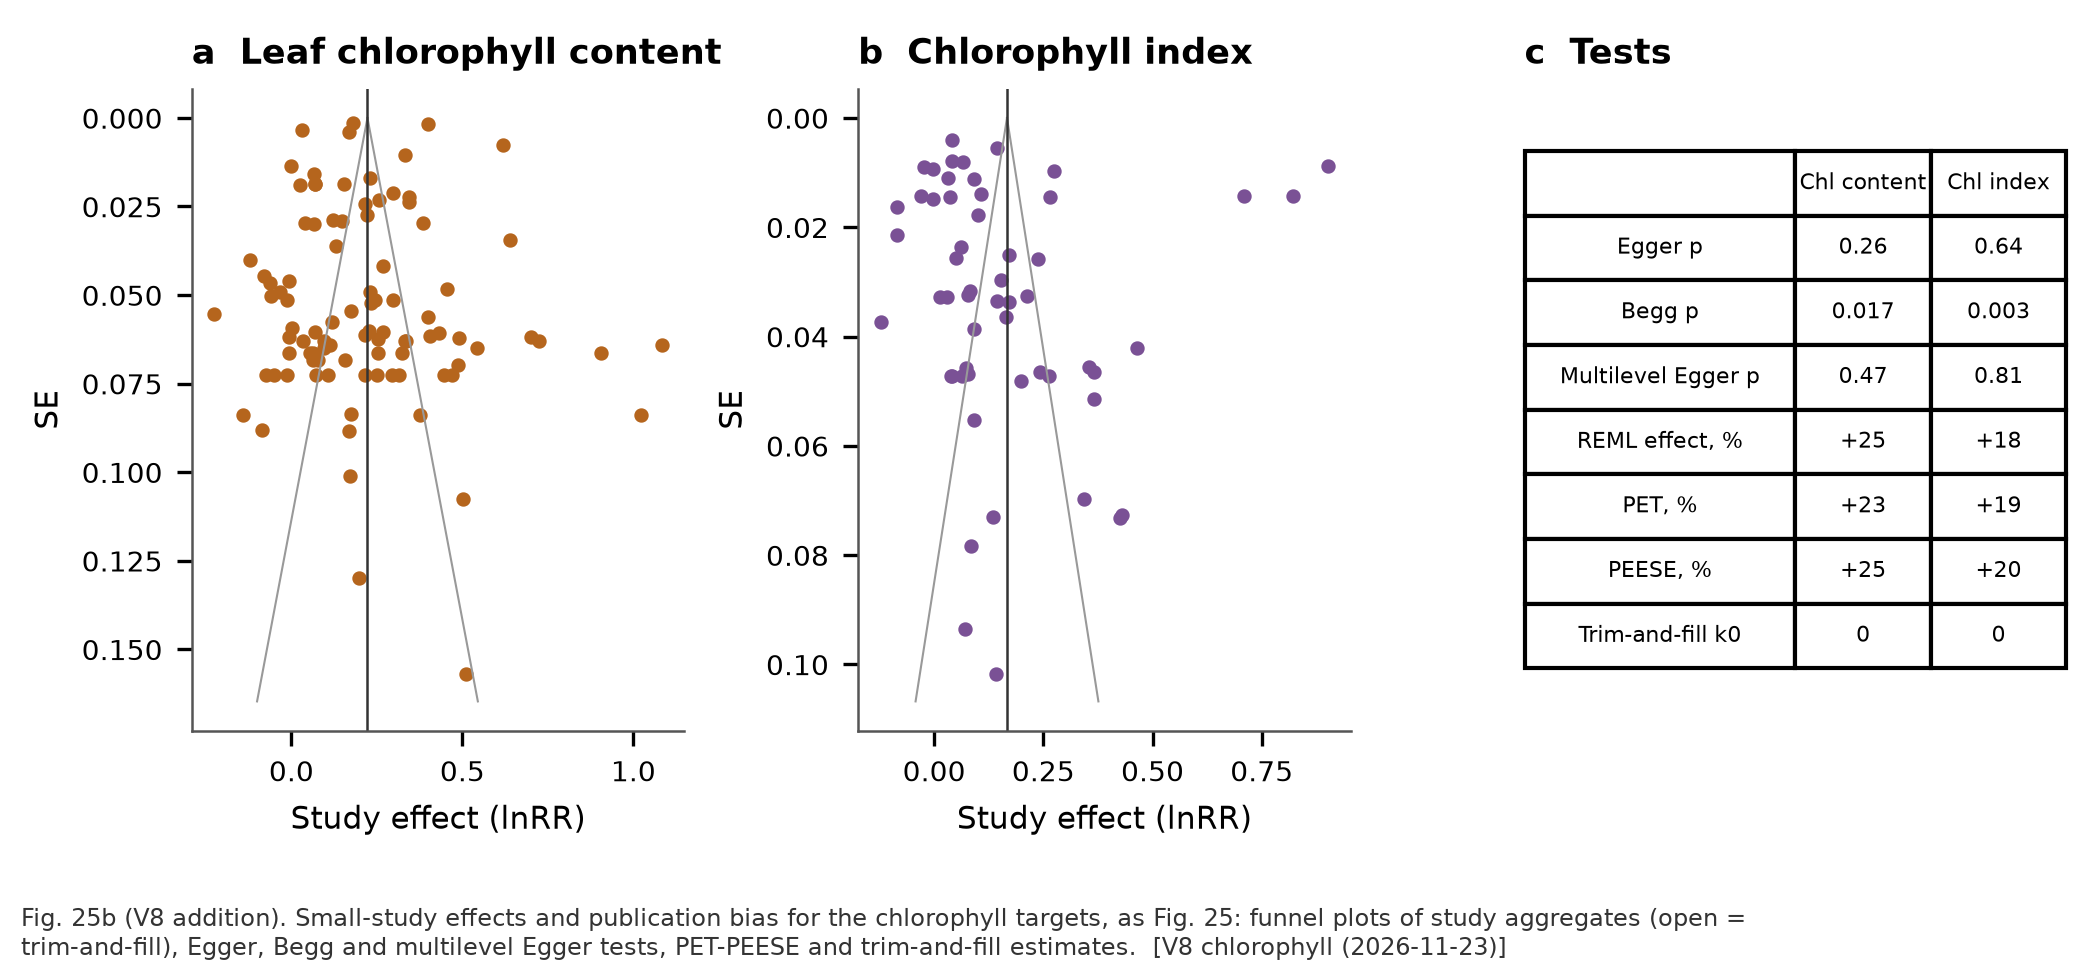 a  Leaf chlorophyll content
0.000
0.025
0.050
0.075
0.100
0.125
0.150
SE
0.0
0.5
1.0
Study effect (lnRR)
b  Chlorophyll index
0.00
0.02
0.04
0.06
0.08
0.10
SE
0.00
0.25
0.50
0.75
Study effect (lnRR)
c  Tests
Chl content Chl index
Egger p 0.26 0.64
Begg p 0.017 0.003
Multilevel Egger p 0.47 0.81
REML effect, % +25 +18
PET, % +23 +19
PEESE, % +25 +20
Trim-and-fill k0 0 0
Fig. 25b (V8 addition). Small-study effects and publication bias for the chlorophyll targets, as Fig. 25: funnel plots of study aggregates (open =
trim-and-fill), Egger, Begg and multilevel Egger tests, PET-PEESE and trim-and-fill estimates.  [V8 chlorophyll (2026-11-23)]